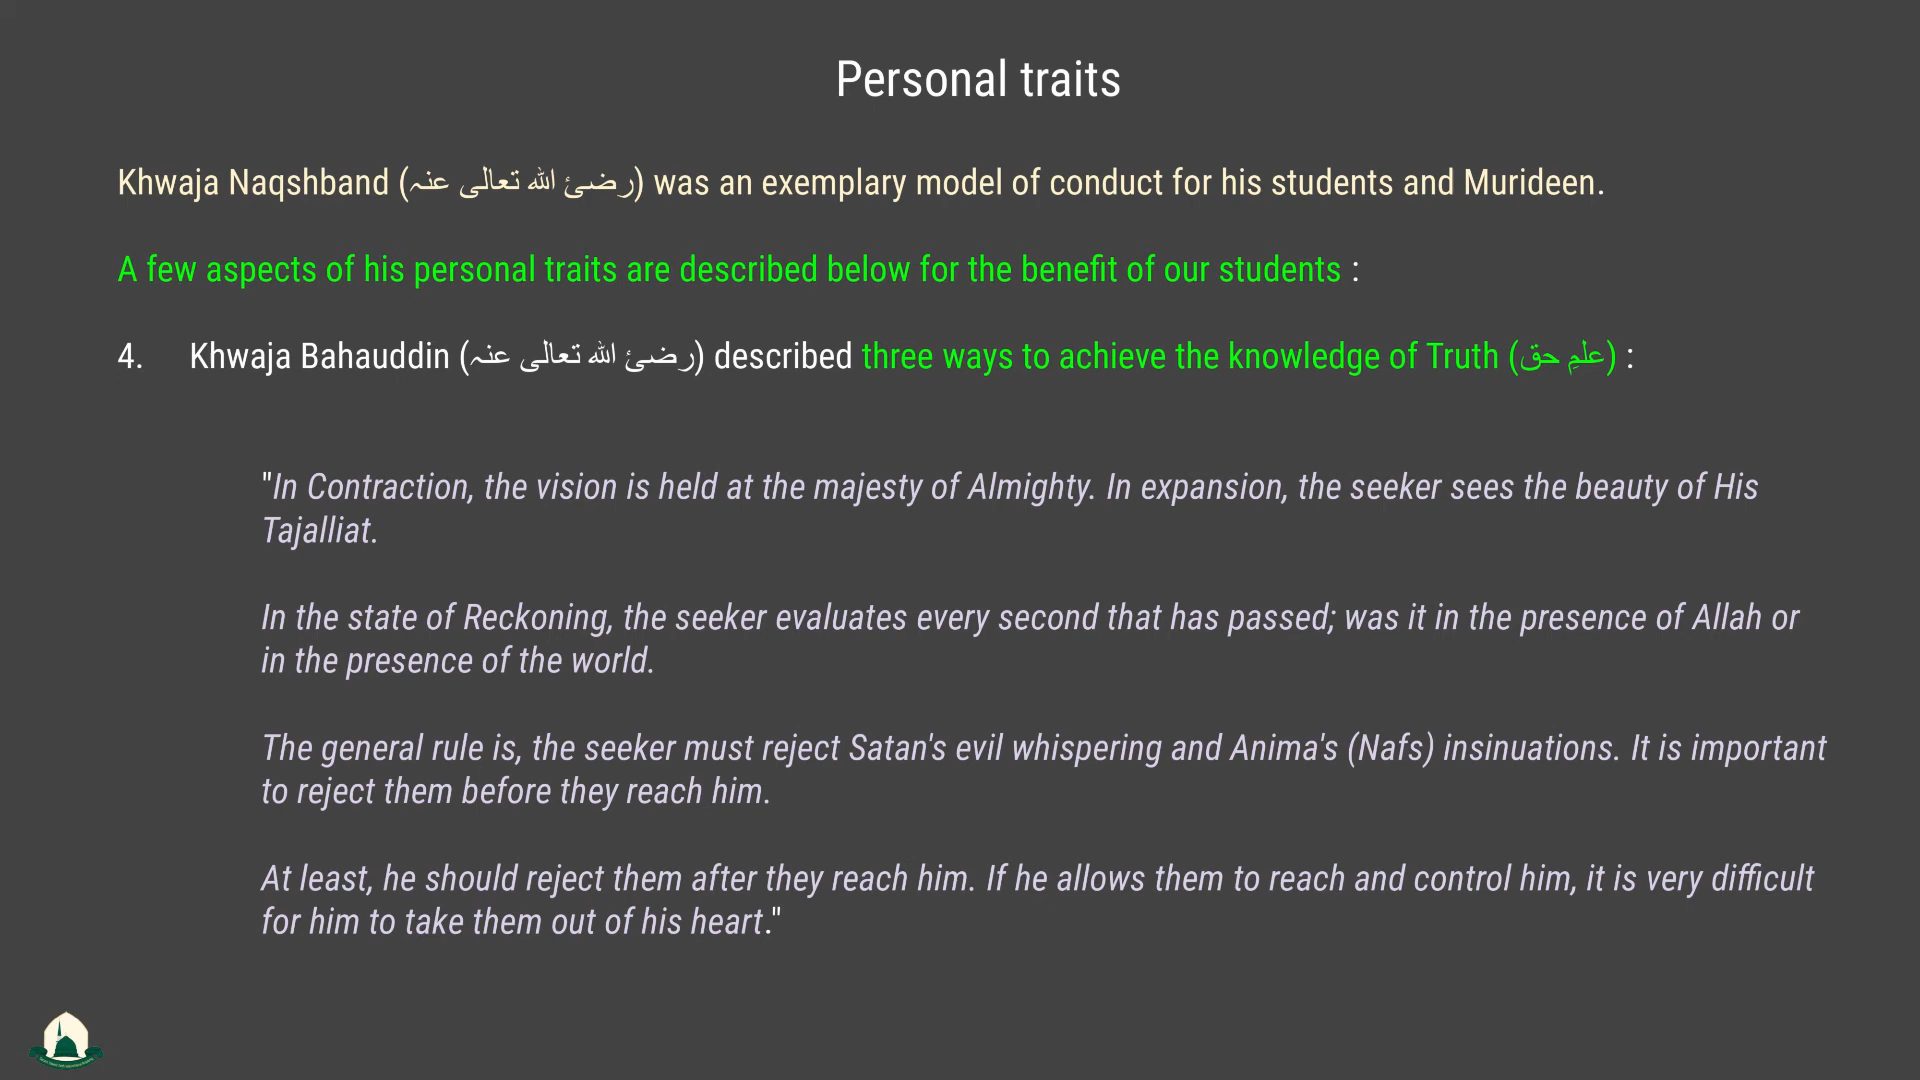 Personal traits
Khwaja Naqshband (رضئ الله تعالی عنہ) was an exemplary model of conduct for his students and Murideen.
A few aspects of his personal traits are described below for the benefit of our students :
4. Khwaja Bahauddin (رضئ الله تعالی عنہ) described three ways to achieve the knowledge of Truth (علمِ حق) :
"In Contraction, the vision is held at the majesty of Almighty. In expansion, the seeker sees the beauty of His
Tajalliat.
In the state of Reckoning, the seeker evaluates every second that has passed; was it in the presence of Allah or
in the presence of the world.
The general rule is, the seeker must reject Satan's evil whispering and Anima's (Nafs) insinuations. It is important
to reject them before they reach him.
At least, he should reject them after they reach him. If he allows them to reach and control him, it is very difficult
for him to take them out of his heart."